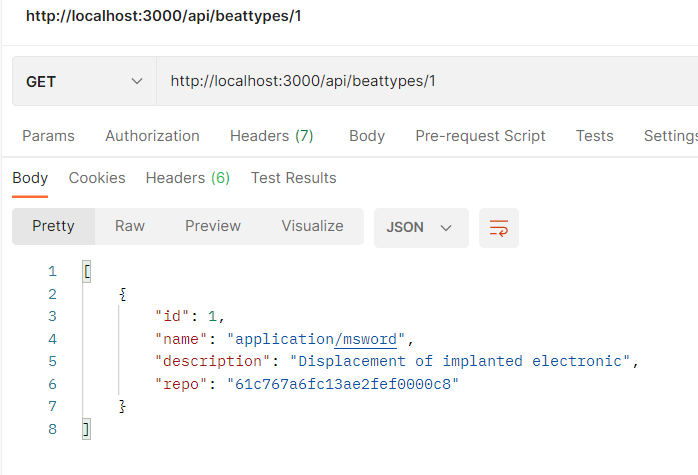 http://localhost:3000/api/beattypes/1
GET http://localhost:3000/api/beattypes/1
Params Authorization Headers (7) Body Pre-request Script Tests Settings
Body Cookies Headers (6) Test Results
Pretty Raw Preview Visualize JSON
1 [
2 {
3 "id": 1,
4 "name": "application/msword",
5 "description": "Displacement of implanted electronic",
6 "repo": "61c767a6fc13ae2fef0000c8"
7 }
8 ]